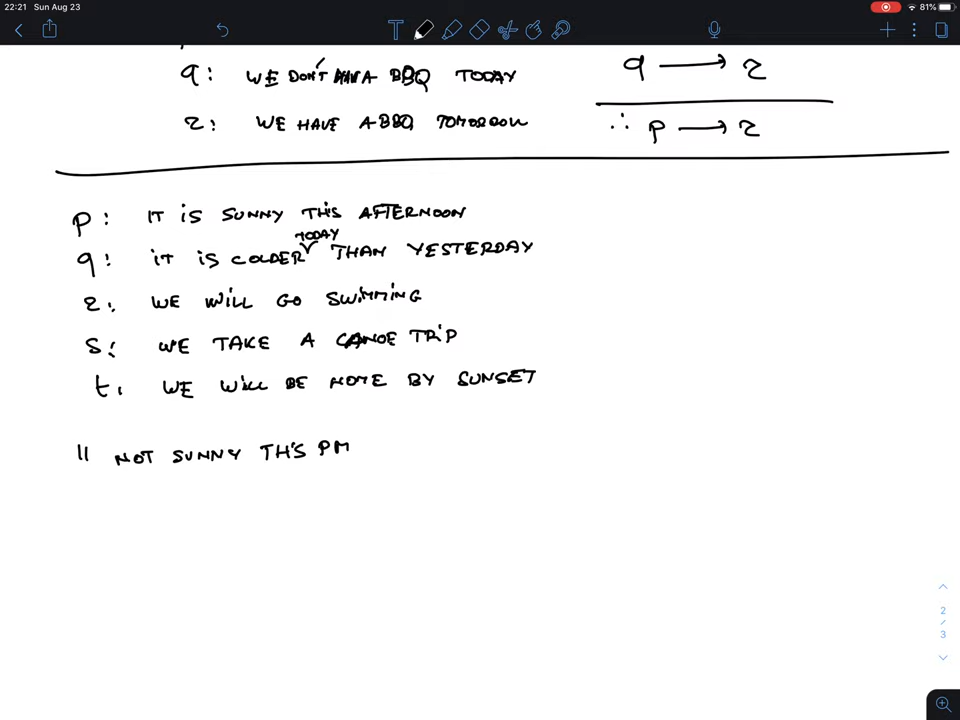 22:21 Sun Aug 23
81%
q: WE DON'T A BBQ TODAY
q → r
r: WE HAVE A BBQ TOMORROW
∴ p → r
p: IT IS SUNNY THIS AFTERNOON
TODAY
q: IT IS COLDER THAN YESTERDAY
r: WE WILL GO SWIMMING
s: WE TAKE A CANOE TRIP
t: WE WILL BE HOME BY SUNSET
11 NOT SUNNY THIS PM
2
/
3